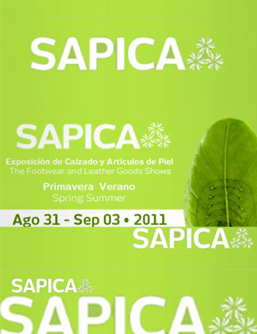 SAPICA
SAPICA
Exposición de Calzado y Artículos de Piel
The Footwear and Leather Goods Shows
Primavera Verano
Spring Summer
Ago 31 - Sep 03 • 2011
SAPICA
SAPICA
SAPICA